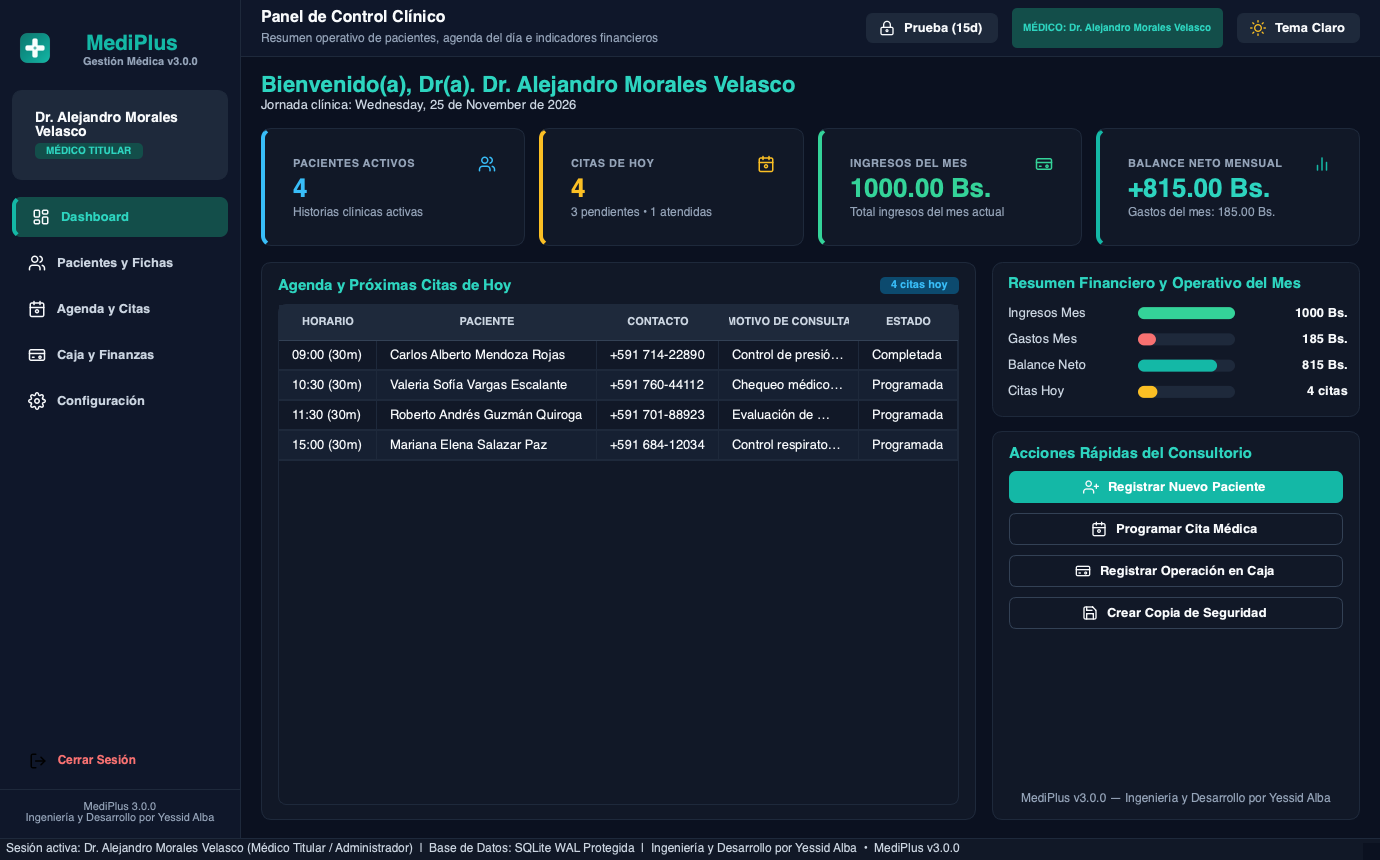 MediPlus
Gestión Médica v3.0.0
Dr. Alejandro Morales
Velasco
MÉDICO TITULAR
Dashboard
Pacientes y Fichas
Agenda y Citas
Caja y Finanzas
Configuración
Cerrar Sesión
MediPlus 3.0.0
Ingeniería y Desarrollo por Yessid Alba
Panel de Control Clínico
Resumen operativo de pacientes, agenda del día e indicadores financieros
Prueba (15d)
MÉDICO: Dr. Alejandro Morales Velasco
Tema Claro
Bienvenido(a), Dr(a). Dr. Alejandro Morales Velasco
Jornada clínica: Wednesday, 25 de November de 2026
PACIENTES ACTIVOS
4
Historias clínicas activas
CITAS DE HOY
4
3 pendientes • 1 atendidas
INGRESOS DEL MES
1000.00 Bs.
Total ingresos del mes actual
BALANCE NETO MENSUAL
+815.00 Bs.
Gastos del mes: 185.00 Bs.
Agenda y Próximas Citas de Hoy
4 citas hoy
HORARIO PACIENTE CONTACTO MOTIVO DE CONSULTA ESTADO
09:00 (30m) Carlos Alberto Mendoza Rojas +591 714-22890 Control de presió… Completada
10:30 (30m) Valeria Sofía Vargas Escalante +591 760-44112 Chequeo médico… Programada
11:30 (30m) Roberto Andrés Guzmán Quiroga +591 701-88923 Evaluación de … Programada
15:00 (30m) Mariana Elena Salazar Paz +591 684-12034 Control respirato… Programada
Resumen Financiero y Operativo del Mes
Ingresos Mes 1000 Bs.
Gastos Mes 185 Bs.
Balance Neto 815 Bs.
Citas Hoy 4 citas
Acciones Rápidas del Consultorio
Registrar Nuevo Paciente
Programar Cita Médica
Registrar Operación en Caja
Crear Copia de Seguridad
MediPlus v3.0.0 — Ingeniería y Desarrollo por Yessid Alba
Sesión activa: Dr. Alejandro Morales Velasco (Médico Titular / Administrador) | Base de Datos: SQLite WAL Protegida | Ingeniería y Desarrollo por Yessid Alba • MediPlus v3.0.0